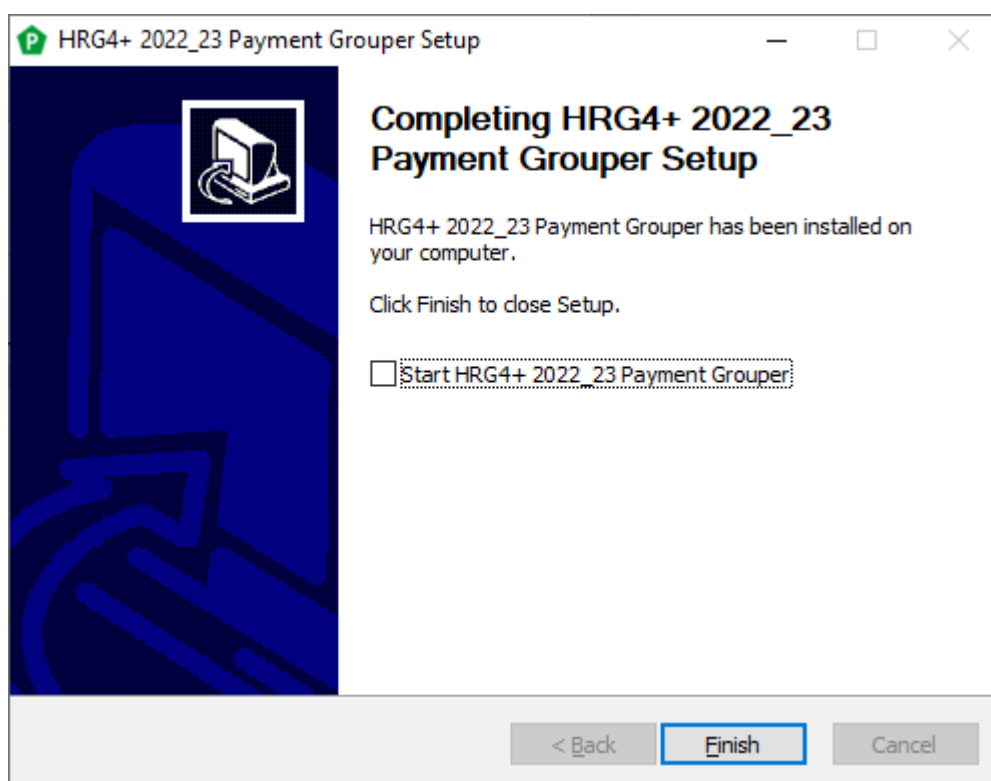 HRG4+ 2022_23 Payment Grouper Setup
Completing HRG4+ 2022_23
Payment Grouper Setup
HRG4+ 2022_23 Payment Grouper has been installed on
your computer.
Click Finish to close Setup.
Start HRG4+ 2022_23 Payment Grouper
< Back Finish Cancel